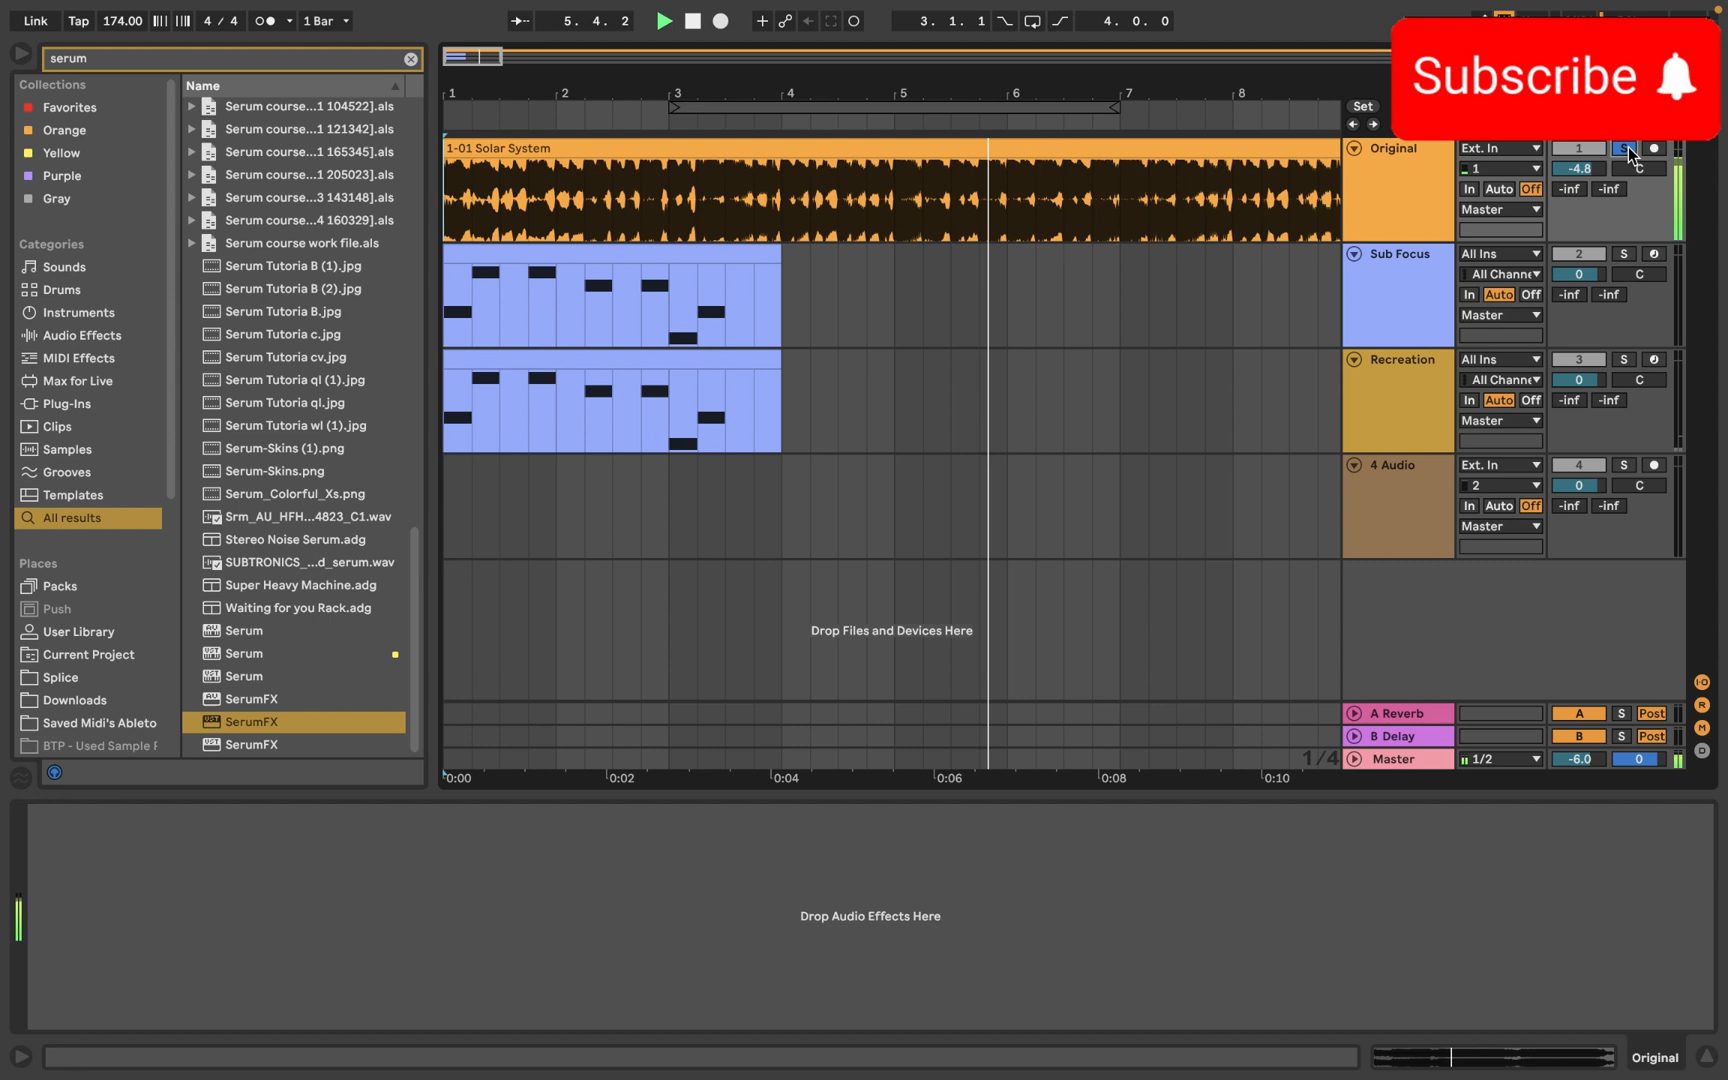 Link Tap 174.00 4 / 4 1 Bar 5. 4. 2 3. 1. 1 4. 0. 0
Subscribe
serum
Collections
Favorites
Orange
Yellow
Purple
Gray
Categories
Sounds
Drums
Instruments
Audio Effects
MIDI Effects
Max for Live
Plug-Ins
Clips
Samples
Grooves
Templates
All results
Places
Packs
Push
User Library
Current Project
Splice
Downloads
Saved Midi's Ableto
BTP - Used Sample F
Name
Serum course...1 104522].als
Serum course...1 121342].als
Serum course...1 165345].als
Serum course...1 205023].als
Serum course...3 143148].als
Serum course...4 160329].als
Serum course work file.als
Serum Tutoria B (1).jpg
Serum Tutoria B (2).jpg
Serum Tutoria B.jpg
Serum Tutoria c.jpg
Serum Tutoria cv.jpg
Serum Tutoria ql (1).jpg
Serum Tutoria ql.jpg
Serum Tutoria wl (1).jpg
Serum-Skins (1).png
Serum-Skins.png
Serum_Colorful_Xs.png
Srm_AU_HFH...4823_C1.wav
Stereo Noise Serum.adg
SUBTRONICS_...d_serum.wav
Super Heavy Machine.adg
Waiting for you Rack.adg
Serum
Serum
Serum
SerumFX
SerumFX
SerumFX
1 2 3 4 5 6 7 8
Set
1-01 Solar System
Original Ext. In 1 S
1 -4.8 C
In Auto Off -inf -inf
Master
Sub Focus All Ins 2 S
All Channe 0 C
In Auto Off -inf -inf
Master
Recreation All Ins 3 S
All Channe 0 C
In Auto Off -inf -inf
Master
4 Audio Ext. In 4 S
2 0 C
In Auto Off -inf -inf
Master
Drop Files and Devices Here
A Reverb A S Post
B Delay B S Post
1/4 Master 1/2 -6.0 0
I·O
R
M
D
0:00 0:02 0:04 0:06 0:08 0:10
Drop Audio Effects Here
Original